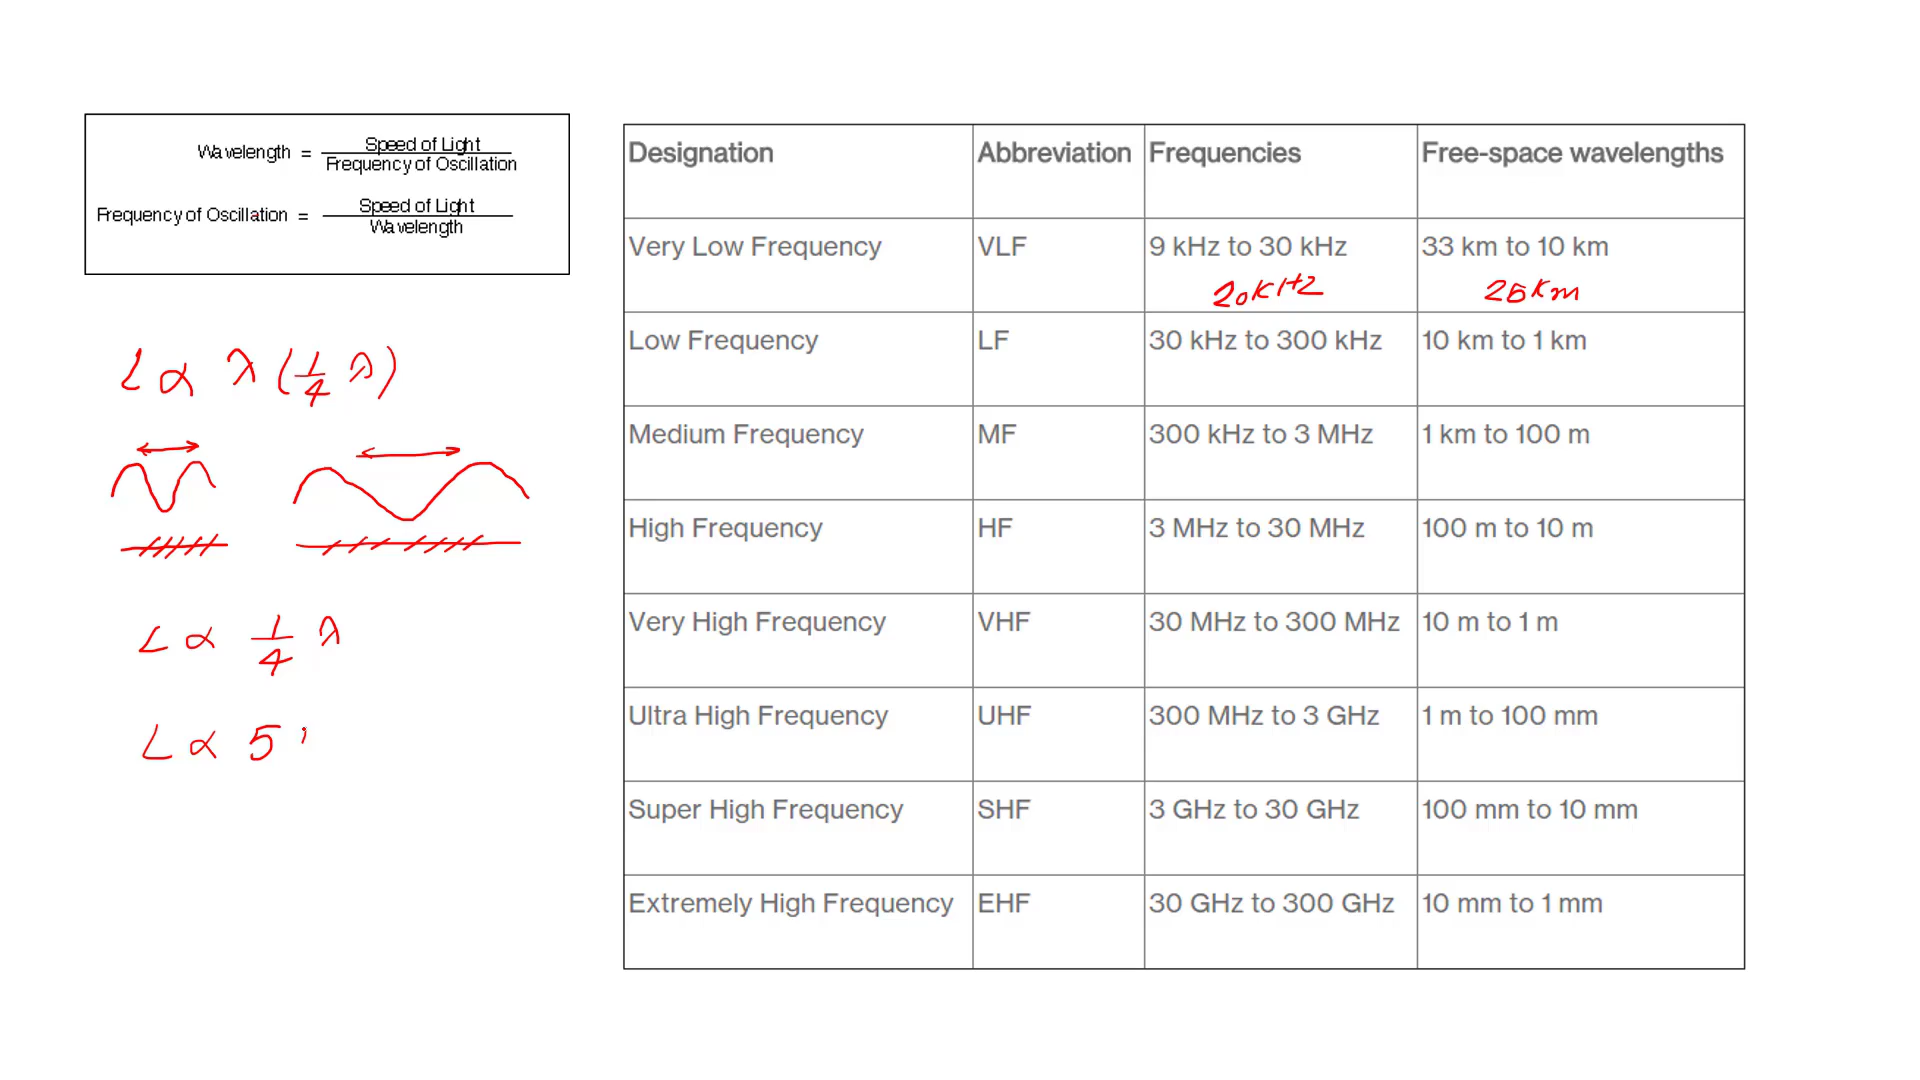 Wavelength = Speed of Light / Frequency of Oscillation
Frequency of Oscillation = Speed of Light / Wavelength
L ∝ λ (1/4 λ)
L ∝ 1/4 λ
L ∝ 5
Designation Abbreviation Frequencies Free-space wavelengths
Very Low Frequency VLF 9 kHz to 30 kHz 33 km to 10 km
20KHz 25Km
Low Frequency LF 30 kHz to 300 kHz 10 km to 1 km
Medium Frequency MF 300 kHz to 3 MHz 1 km to 100 m
High Frequency HF 3 MHz to 30 MHz 100 m to 10 m
Very High Frequency VHF 30 MHz to 300 MHz 10 m to 1 m
Ultra High Frequency UHF 300 MHz to 3 GHz 1 m to 100 mm
Super High Frequency SHF 3 GHz to 30 GHz 100 mm to 10 mm
Extremely High Frequency EHF 30 GHz to 300 GHz 10 mm to 1 mm